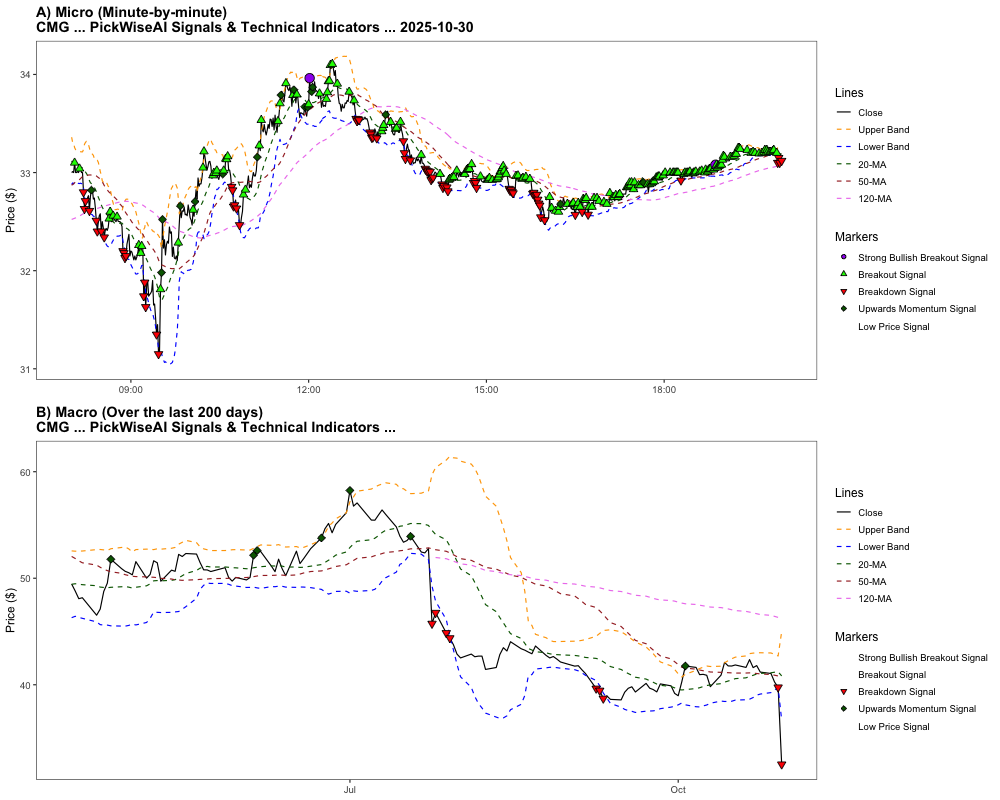 A) Micro (Minute-by-minute)
CMG ... PickWiseAI Signals & Technical Indicators ... 2025-10-30
Price ($)
34
33
32
31
09:00
12:00
15:00
18:00
Lines
Close
Upper Band
Lower Band
20-MA
50-MA
120-MA
Markers
Strong Bullish Breakout Signal
Breakout Signal
Breakdown Signal
Upwards Momentum Signal
Low Price Signal
B) Macro (Over the last 200 days)
CMG ... PickWiseAI Signals & Technical Indicators ...
Price ($)
60
50
40
Jul
Oct
Lines
Close
Upper Band
Lower Band
20-MA
50-MA
120-MA
Markers
Strong Bullish Breakout Signal
Breakout Signal
Breakdown Signal
Upwards Momentum Signal
Low Price Signal